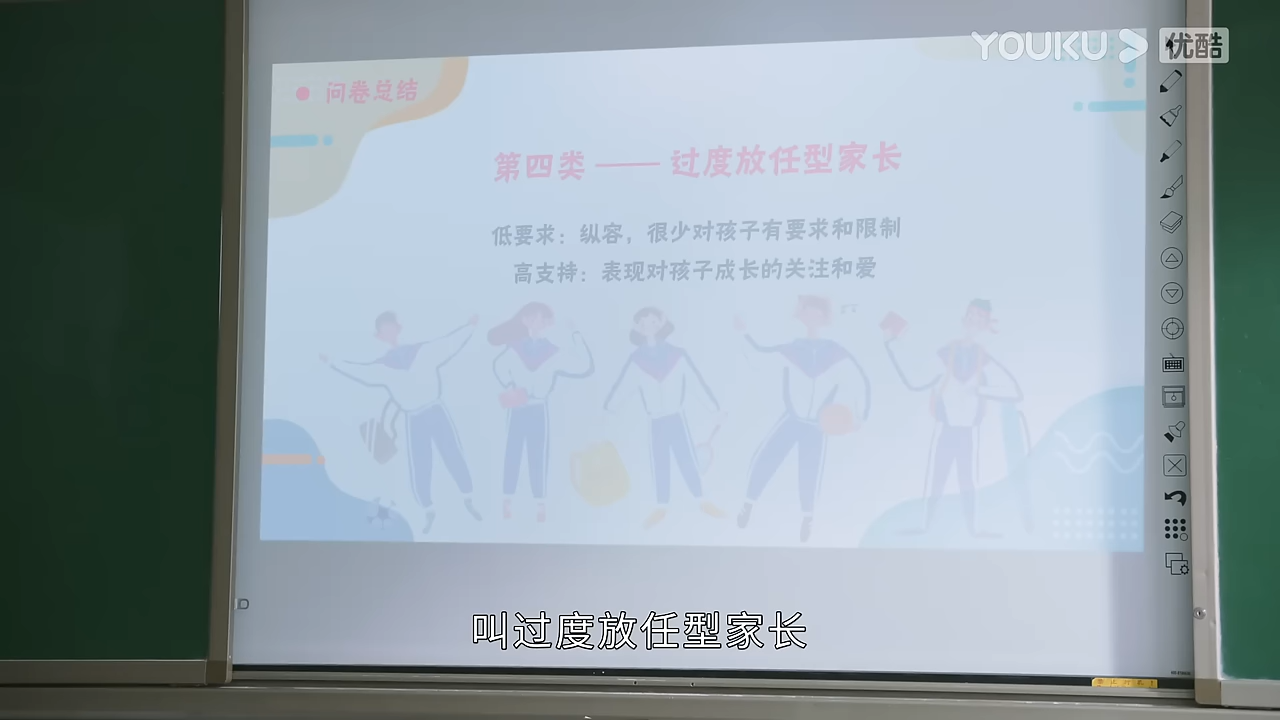 YOUKU 优酷
问卷总结
第四类 —— 过度放任型家长
低要求：纵容，很少对孩子有要求和限制
高支持：表现对孩子成长的关注和爱
叫过度放任型家长